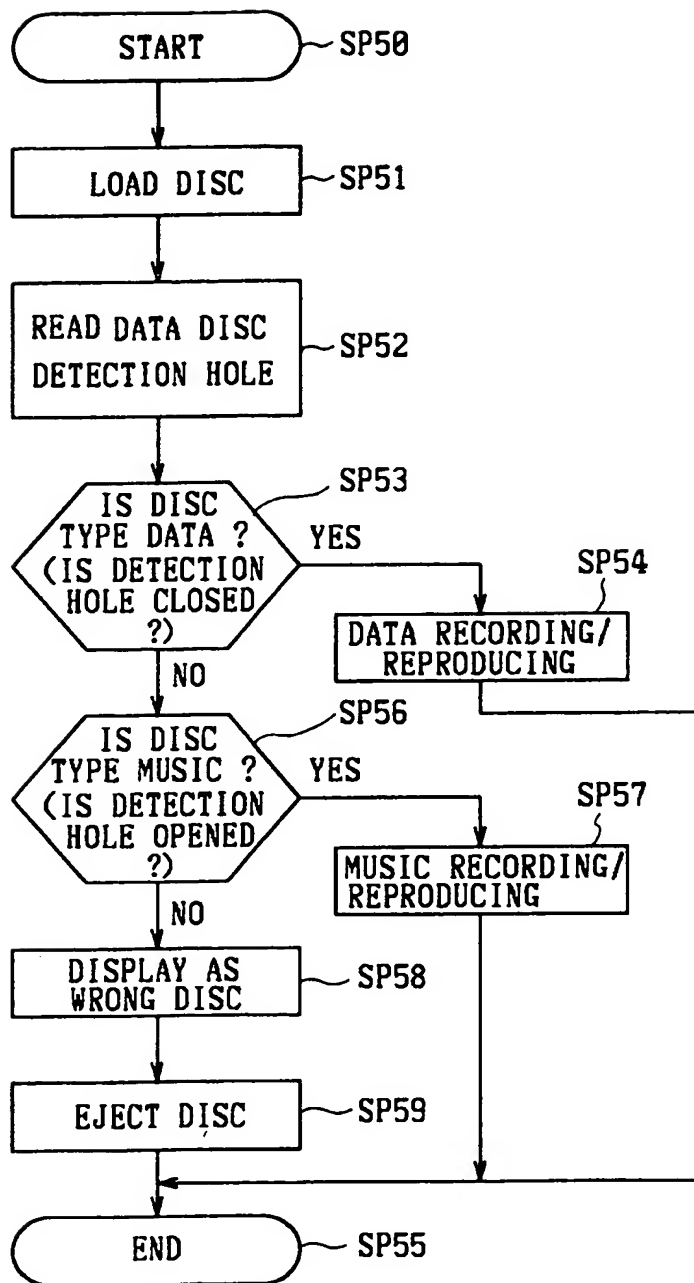 START
SP50
LOAD DISC
SP51
READ DATA DISC
DETECTION HOLE
SP52
SP53
IS DISC
TYPE DATA ?
(IS DETECTION
HOLE CLOSED
?)
YES
SP54
DATA RECORDING/
REPRODUCING
NO
SP56
IS DISC
TYPE MUSIC ?
(IS DETECTION
HOLE OPENED
?)
YES
SP57
MUSIC RECORDING/
REPRODUCING
NO
DISPLAY AS
WRONG DISC
SP58
EJECT DISC
SP59
END
SP55